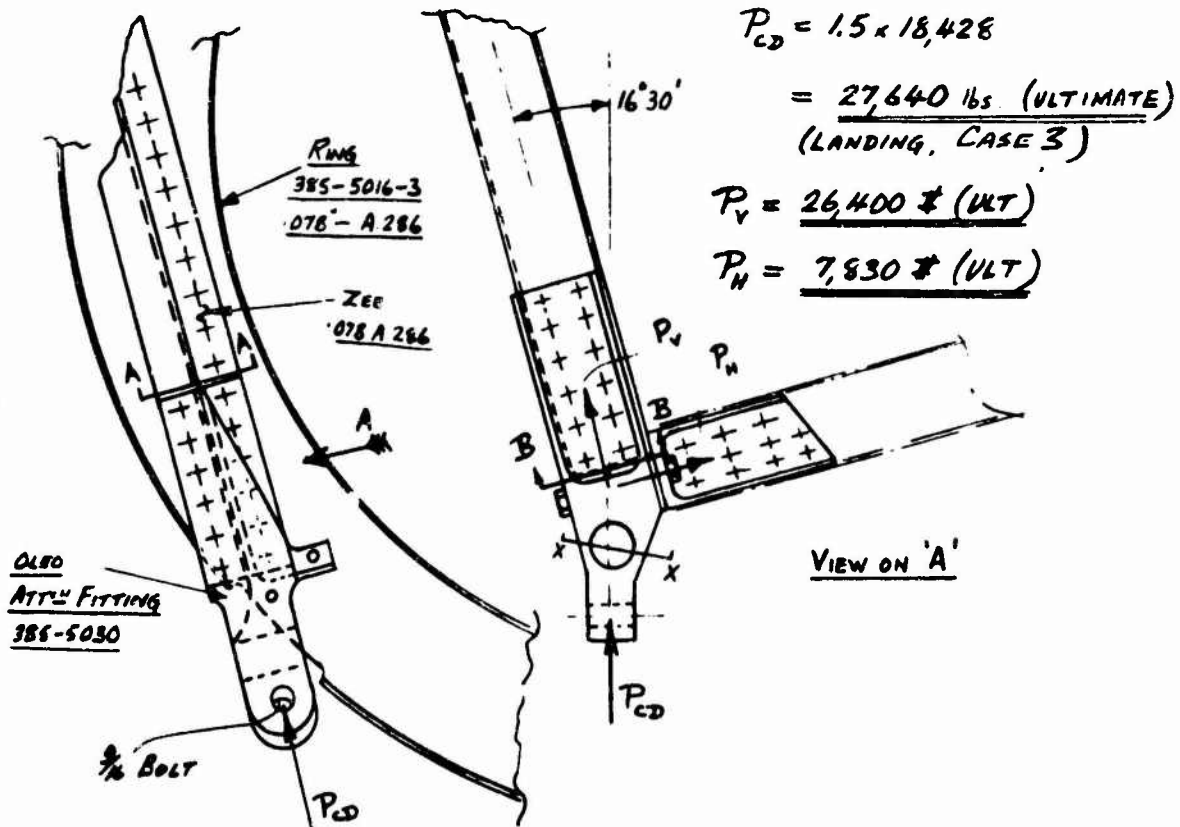 P_CD = 1.5 x 18,428
= 27,640 lbs (ULTIMATE)
(LANDING, CASE 3)
P_V = 26,400 # (ULT)
P_H = 7,830 # (ULT)
16°30'
RING
385-5016-3
.078" - A.286
ZEE
.078 A 286
A
A
A
P_V
P_H
B
B
X
X
OLEO
ATT'N FITTING
385-5030
VIEW ON 'A'
P_CD
9/16 BOLT
P_CD